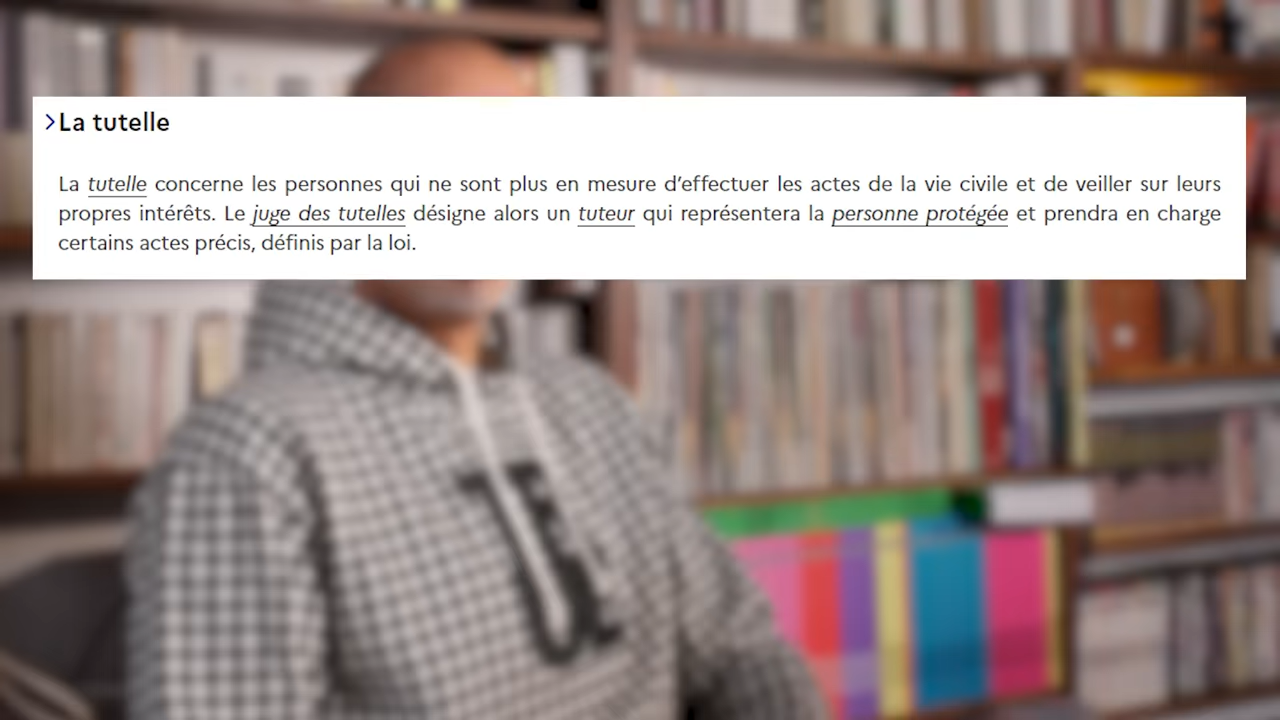 La tutelle
La tutelle concerne les personnes qui ne sont plus en mesure d’effectuer les actes de la vie civile et de veiller sur leurs
propres intérêts. Le juge des tutelles désigne alors un tuteur qui représentera la personne protégée et prendra en charge
certains actes précis, définis par la loi.